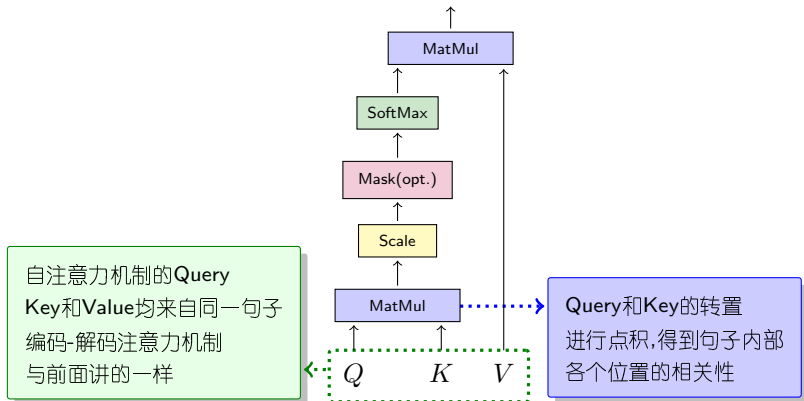 MatMul
SoftMax
Mask(opt.)
Scale
MatMul
Q K V
自注意力机制的Query
Key和Value均来自同一句子
编码-解码注意力机制
与前面讲的一样
Query和Key的转置
进行点积,得到句子内部
各个位置的相关性